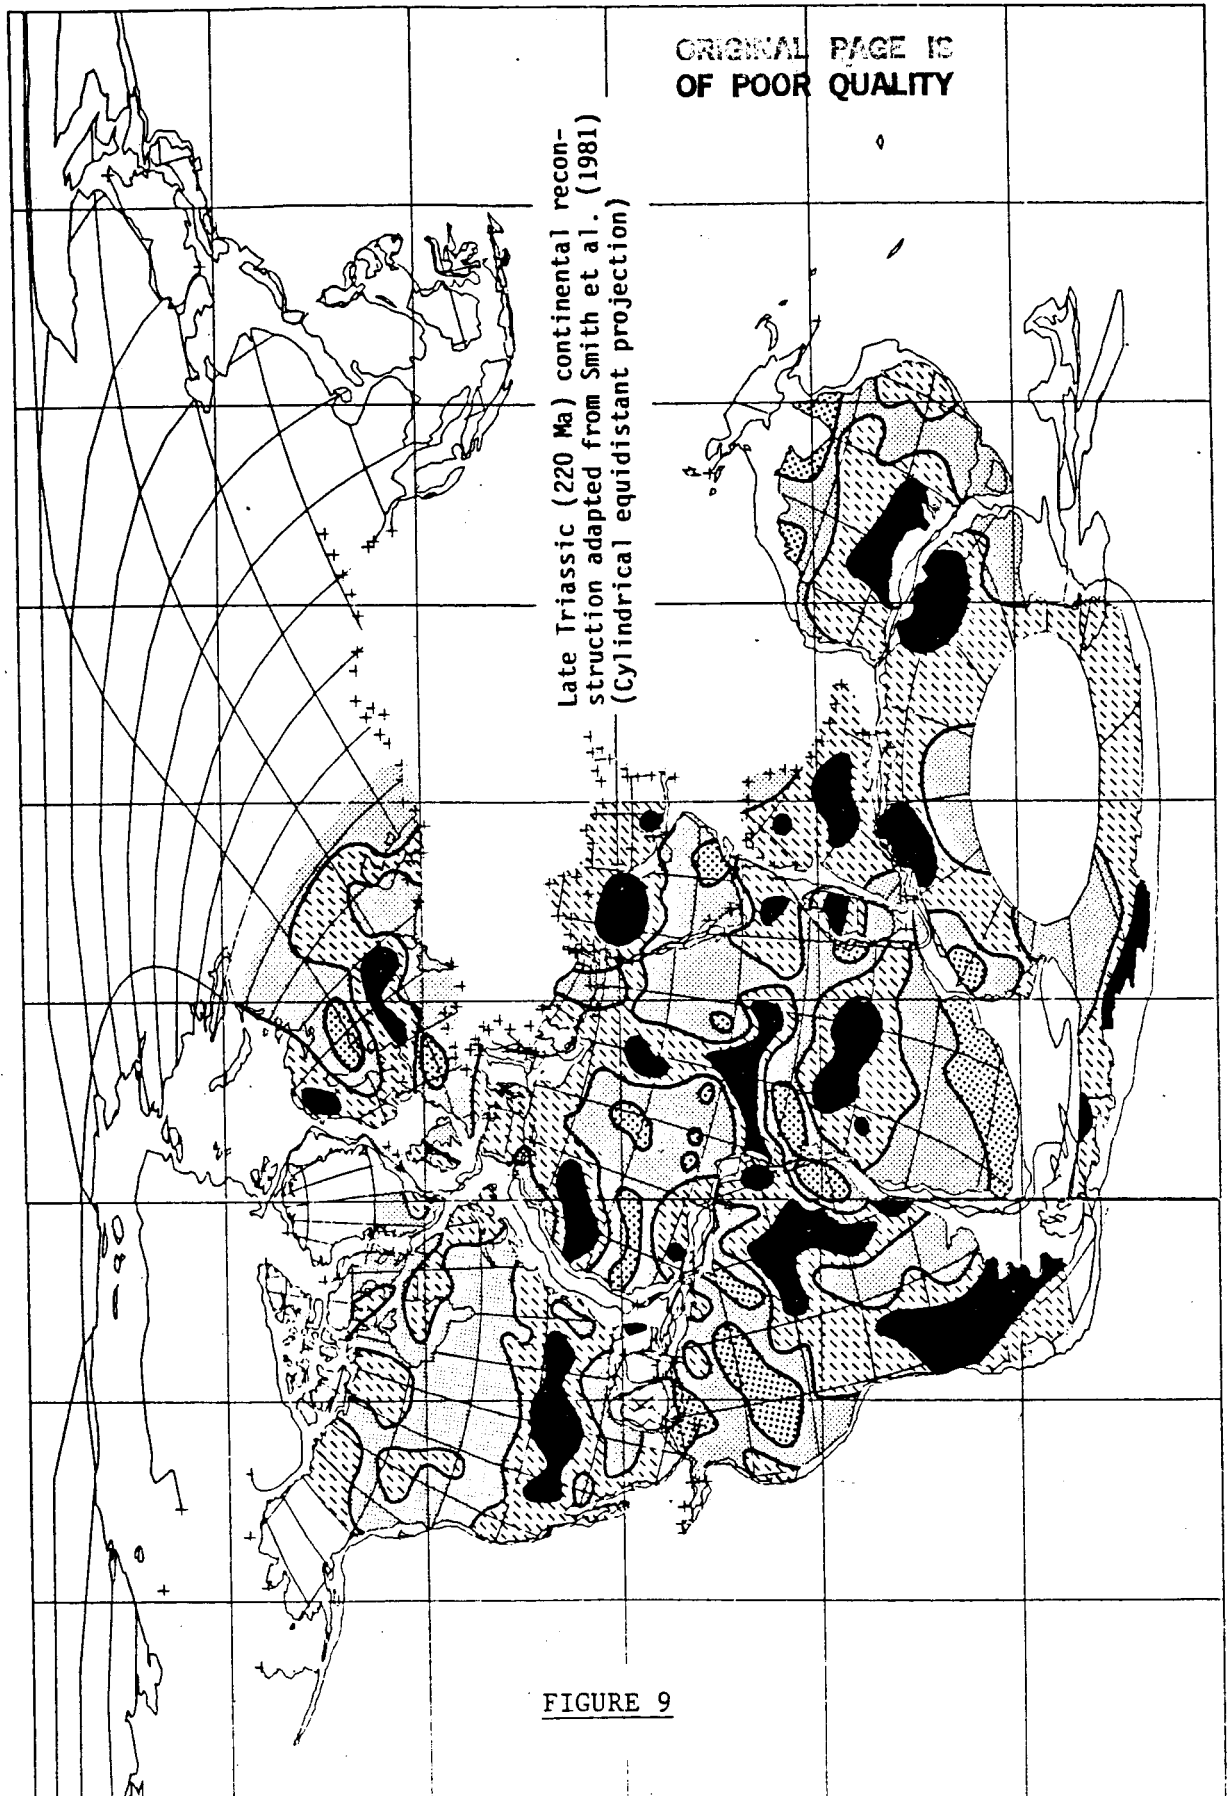 ORIGINAL PAGE IS
OF POOR QUALITY
Late Triassic (220 Ma) continental recon-
struction adapted from Smith et al. (1981)
(Cylindrical equidistant projection)
FIGURE 9